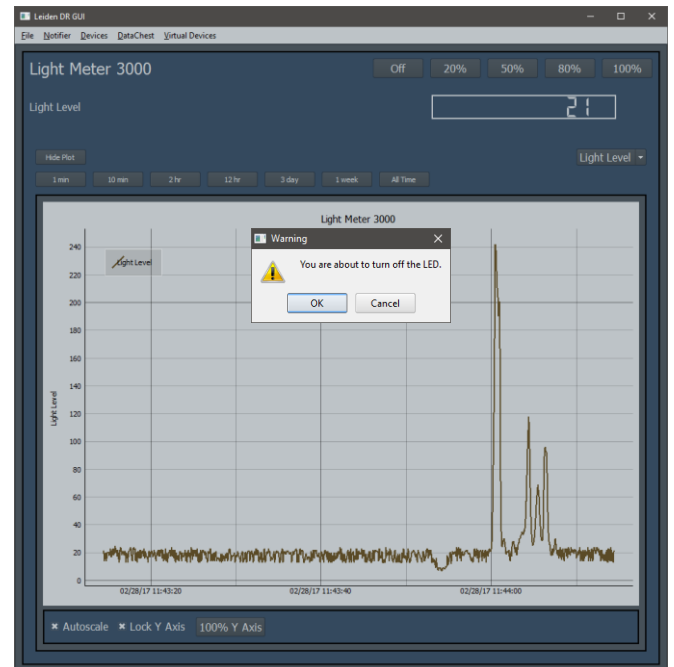 Leiden DR GUI
File Notifier Devices DataChest Virtual Devices
Light Meter 3000
Off 20% 50% 80% 100%
Light Level
21
Hide Plot
Light Level
1 min 10 min 2 hr 12 hr 3 day 1 week All Time
Light Meter 3000
Warning
You are about to turn off the LED.
OK Cancel
Light Level
240
220
200
180
160
140
120
100
80
60
40
20
0
Light Level
02/28/17 11:43:20 02/28/17 11:43:40 02/28/17 11:44:00
Autoscale Lock Y Axis 100% Y Axis